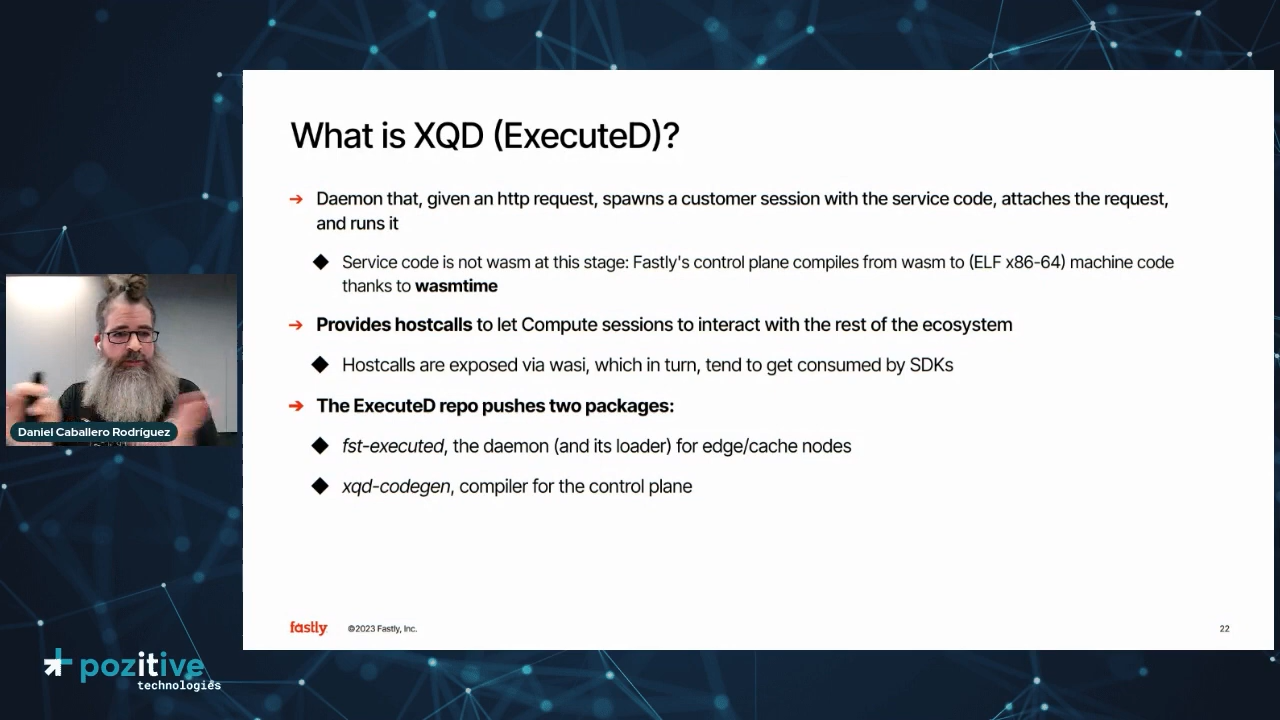 What is XQD (ExecuteD)?
→ Daemon that, given an http request, spawns a customer session with the service code, attaches the request,
and runs it
◆ Service code is not wasm at this stage: Fastly's control plane compiles from wasm to (ELF x86-64) machine code
thanks to wasmtime
→ Provides hostcalls to let Compute sessions to interact with the rest of the ecosystem
◆ Hostcalls are exposed via wasi, which in turn, tend to get consumed by SDKs
→ The ExecuteD repo pushes two packages:
◆ fst-executed, the daemon (and its loader) for edge/cache nodes
◆ xqd-codegen, compiler for the control plane
fastly ©2023 Fastly, Inc. 22
Daniel Caballero Rodríguez
pozitive
technologies